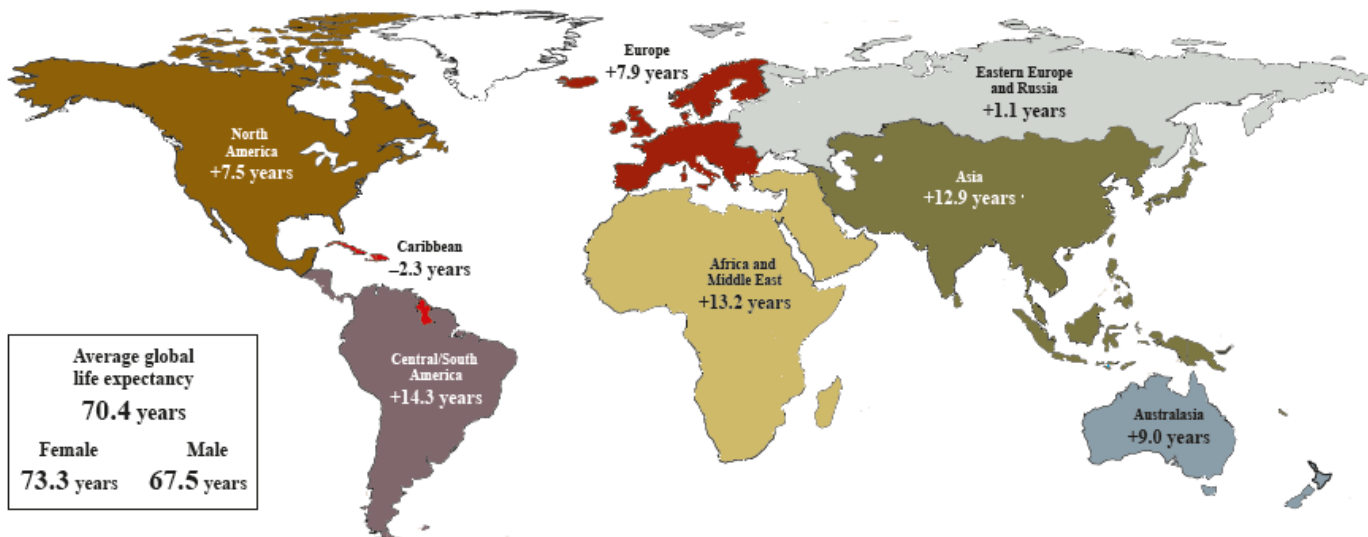 Europe
+7.9 years
Eastern Europe
and Russia
+1.1 years
North
America
+7.5 years
Asia
+12.9 years
Caribbean
–2.3 years
Africa and
Middle East
+13.2 years
Central/South
America
+14.3 years
Australasia
+9.0 years
Average global
life expectancy
70.4 years
Female Male
73.3 years 67.5 years